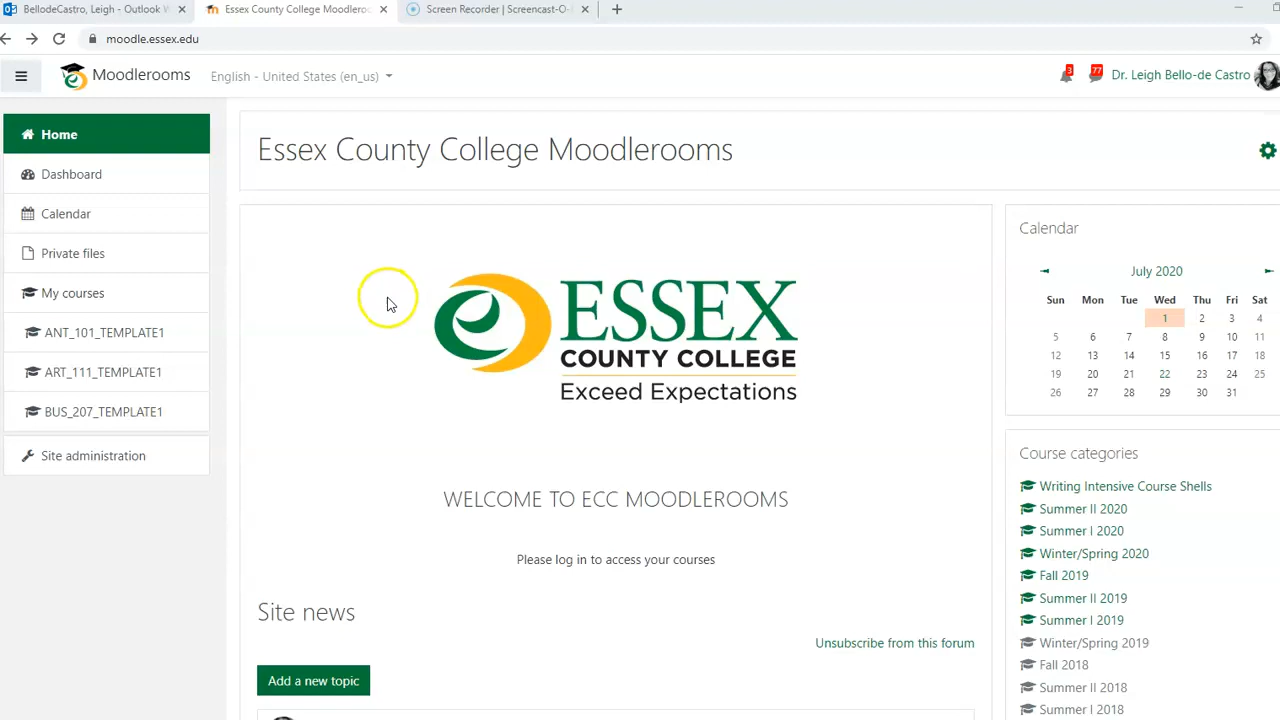 BellodeCastro, Leigh - Outlook
Essex County College Moodleroo
Screen Recorder | Screencast-O-
moodle.essex.edu
Moodlerooms
English - United States (en_us)
3
77
Dr. Leigh Bello-de Castro
Home
Dashboard
Calendar
Private files
My courses
ANT_101_TEMPLATE1
ART_111_TEMPLATE1
BUS_207_TEMPLATE1
Site administration
Essex County College Moodlerooms
ESSEX
COUNTY COLLEGE
Exceed Expectations
WELCOME TO ECC MOODLEROOMS
Please log in to access your courses
Site news
Unsubscribe from this forum
Add a new topic
Calendar
◄ July 2020 ►
Sun Mon Tue Wed Thu Fri Sat
1 2 3 4
5 6 7 8 9 10 11
12 13 14 15 16 17 18
19 20 21 22 23 24 25
26 27 28 29 30 31
Course categories
Writing Intensive Course Shells
Summer II 2020
Summer I 2020
Winter/Spring 2020
Fall 2019
Summer II 2019
Summer I 2019
Winter/Spring 2019
Fall 2018
Summer II 2018
Summer I 2018